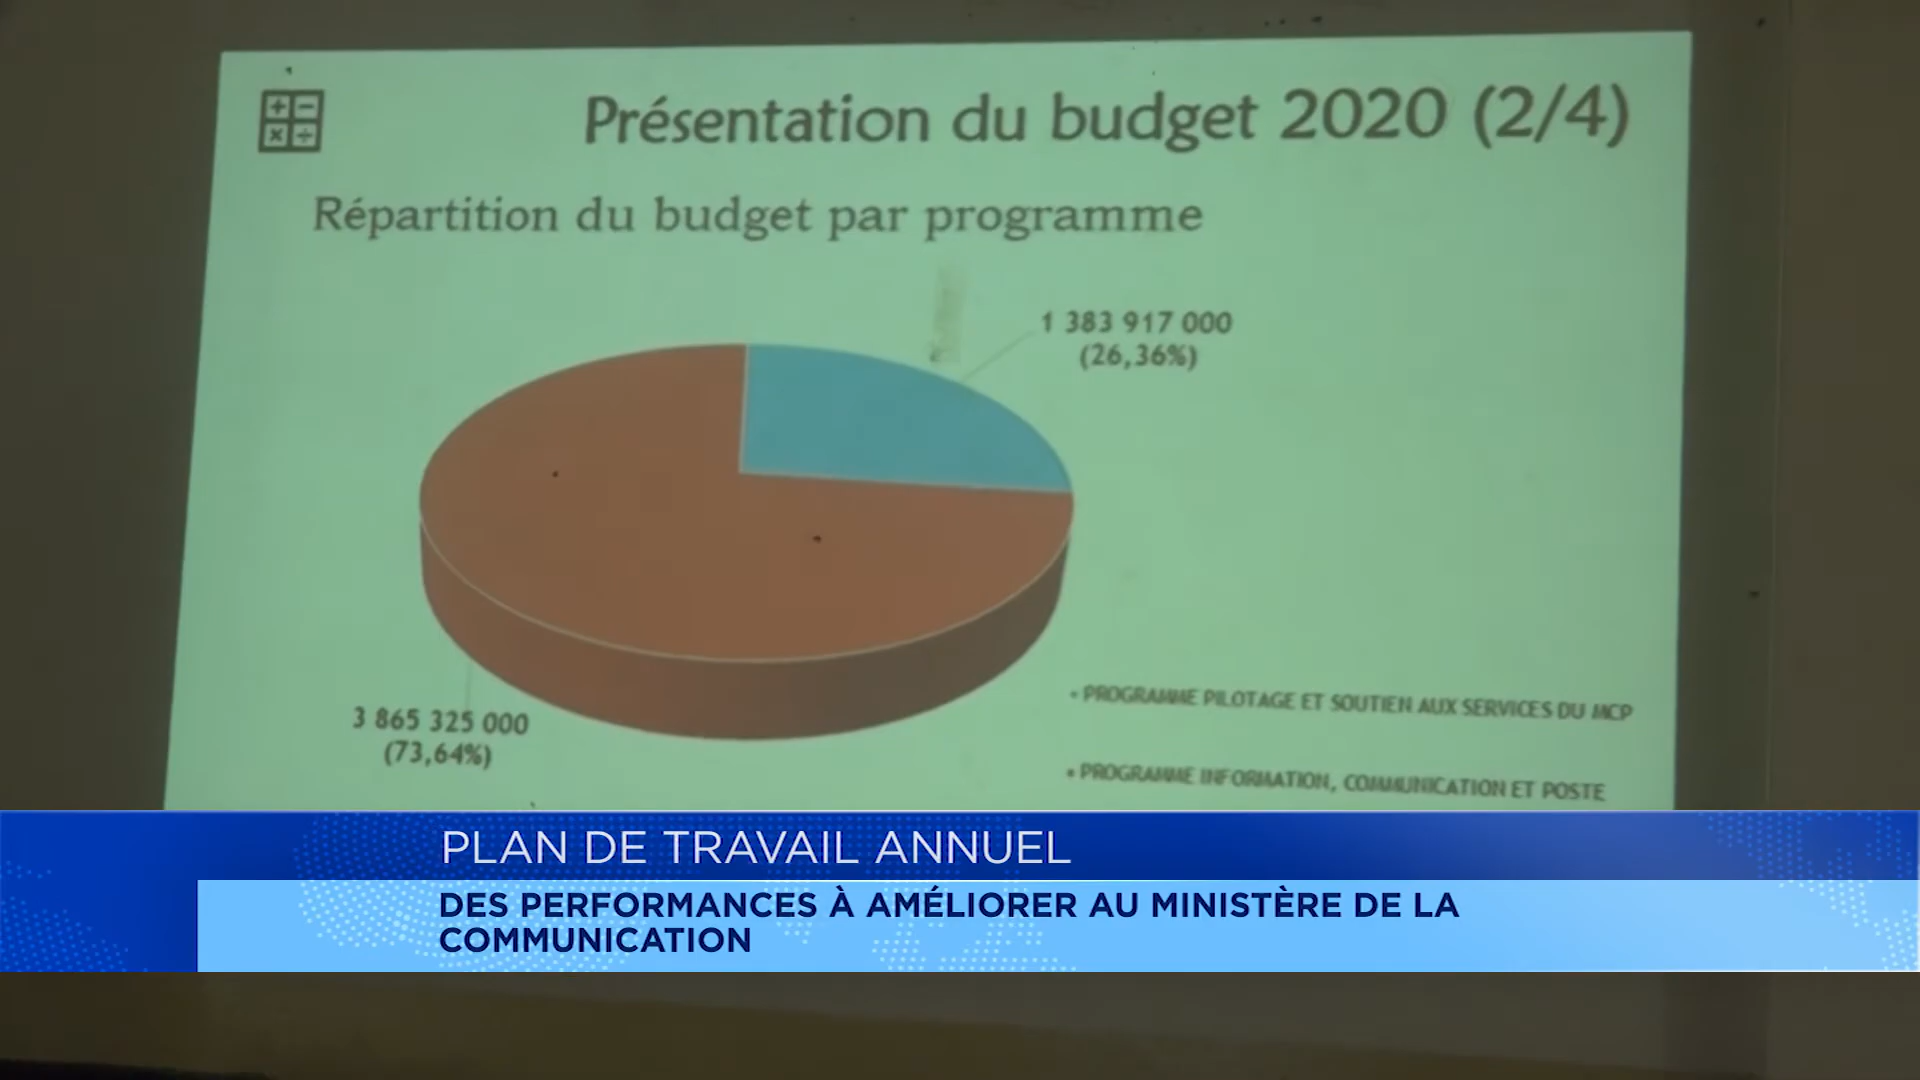 Présentation du budget 2020 (2/4)
Répartition du budget par programme
1 383 917 000
(26,36%)
3 865 325 000
(73,64%)
• PROGRAMME PILOTAGE ET SOUTIEN AUX SERVICES DU MCP
• PROGRAMME INFORMATION, COMMUNICATION ET POSTE
PLAN DE TRAVAIL ANNUEL
DES PERFORMANCES À AMÉLIORER AU MINISTÈRE DE LA
COMMUNICATION